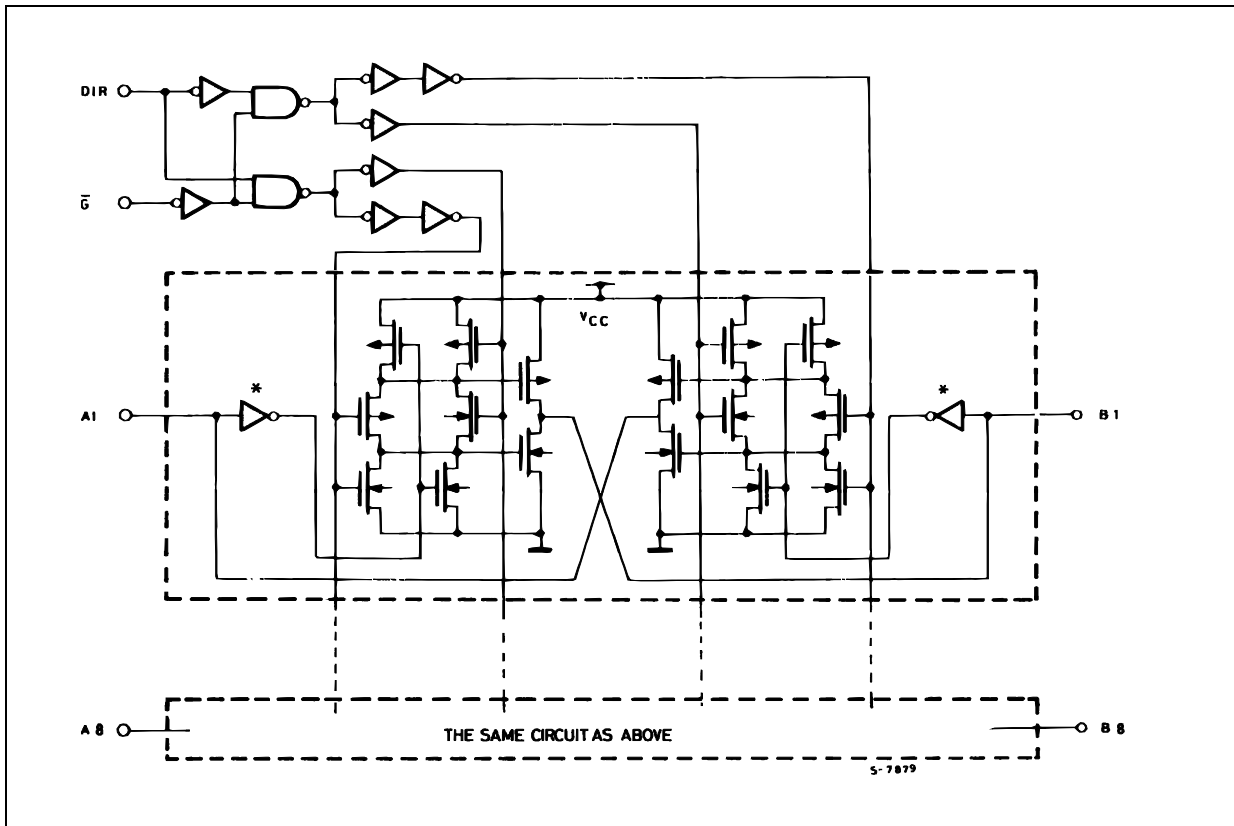 DIR
G̅
VCC
*
*
A1
B1
A8
THE SAME CIRCUIT AS ABOVE
B8
S-7879